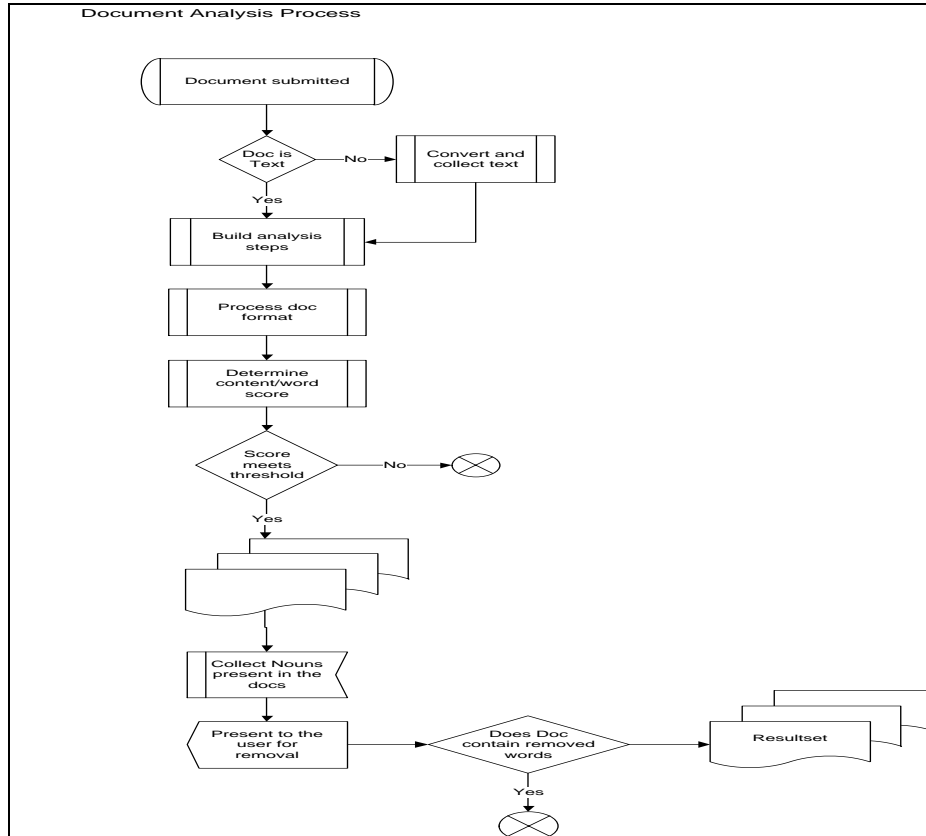 Document Analysis Process
Document submitted
Doc is
Text
No
Convert and
collect text
Yes
Build analysis
steps
Process doc
format
Determine
content/word
score
Score
meets
threshold
No
Yes
Collect Nouns
present in the
docs
Present to the
user for
removal
Does Doc
contain removed
words
Resultset
Yes